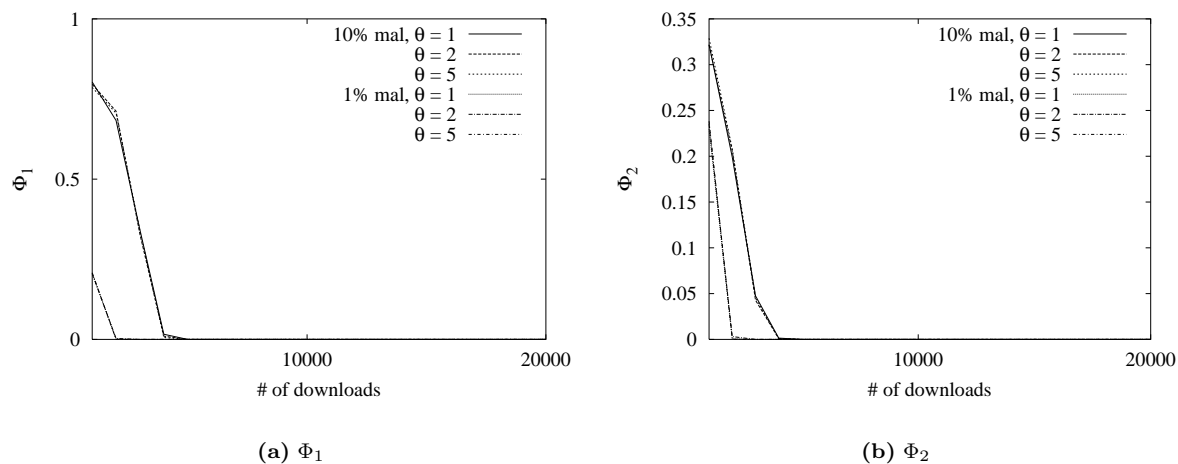 1
0.5
0
10000
20000
Φ1
# of downloads
10% mal, θ = 1
θ = 2
θ = 5
1% mal, θ = 1
θ = 2
θ = 5
(a) Φ1
0.35
0.3
0.25
0.2
0.15
0.1
0.05
0
10000
20000
Φ2
# of downloads
10% mal, θ = 1
θ = 2
θ = 5
1% mal, θ = 1
θ = 2
θ = 5
(b) Φ2